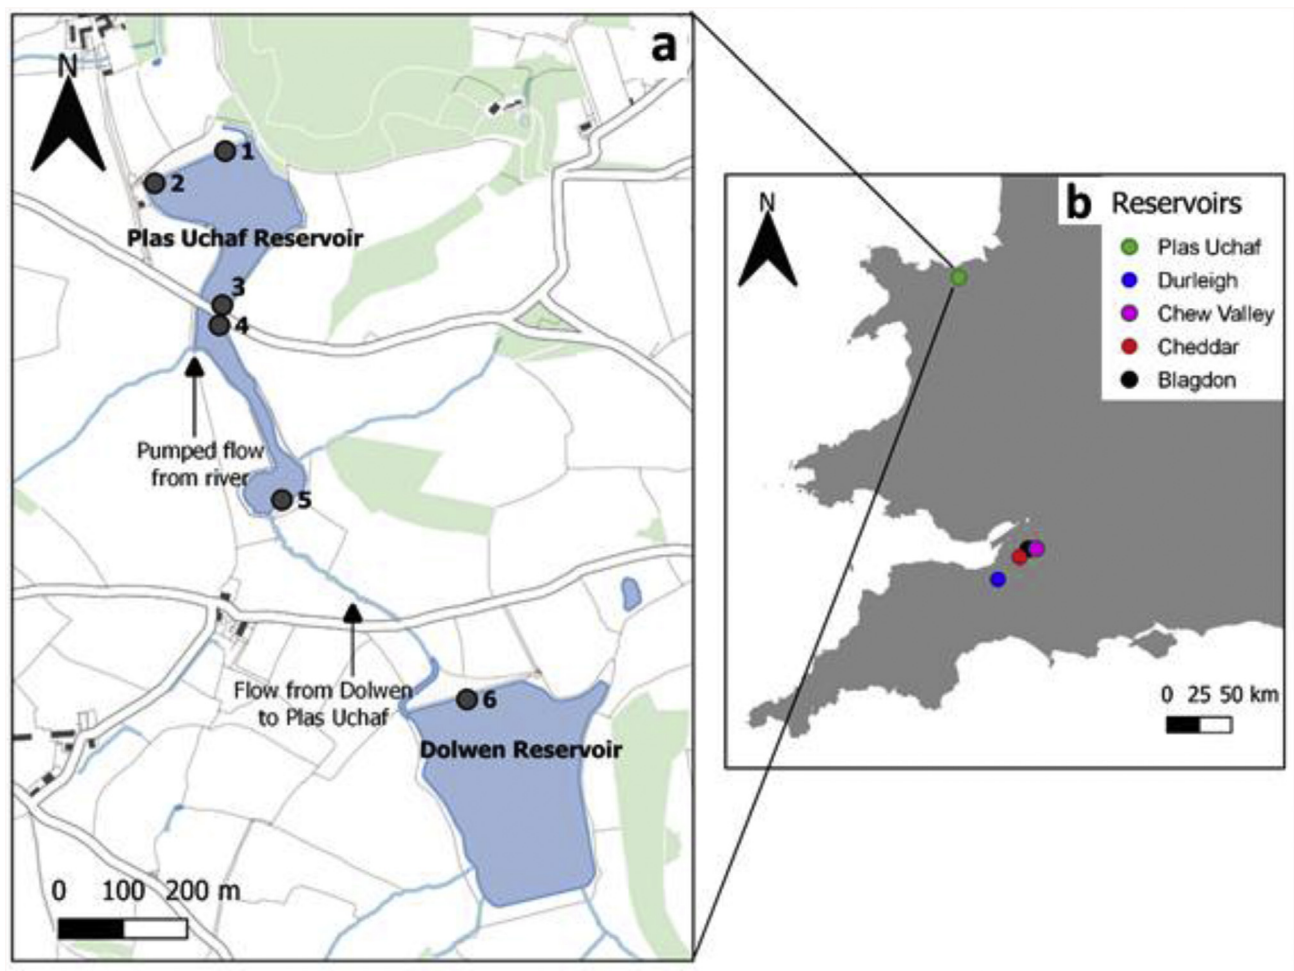 a
N
1
2
Plas Uchaf Reservoir
3
4
Pumped flow
from river
5
Flow from Dolwen
to Plas Uchaf
6
Dolwen Reservoir
0 100 200 m
b
N
Reservoirs
Plas Uchaf
Durleigh
Chew Valley
Cheddar
Blagdon
0 25 50 km